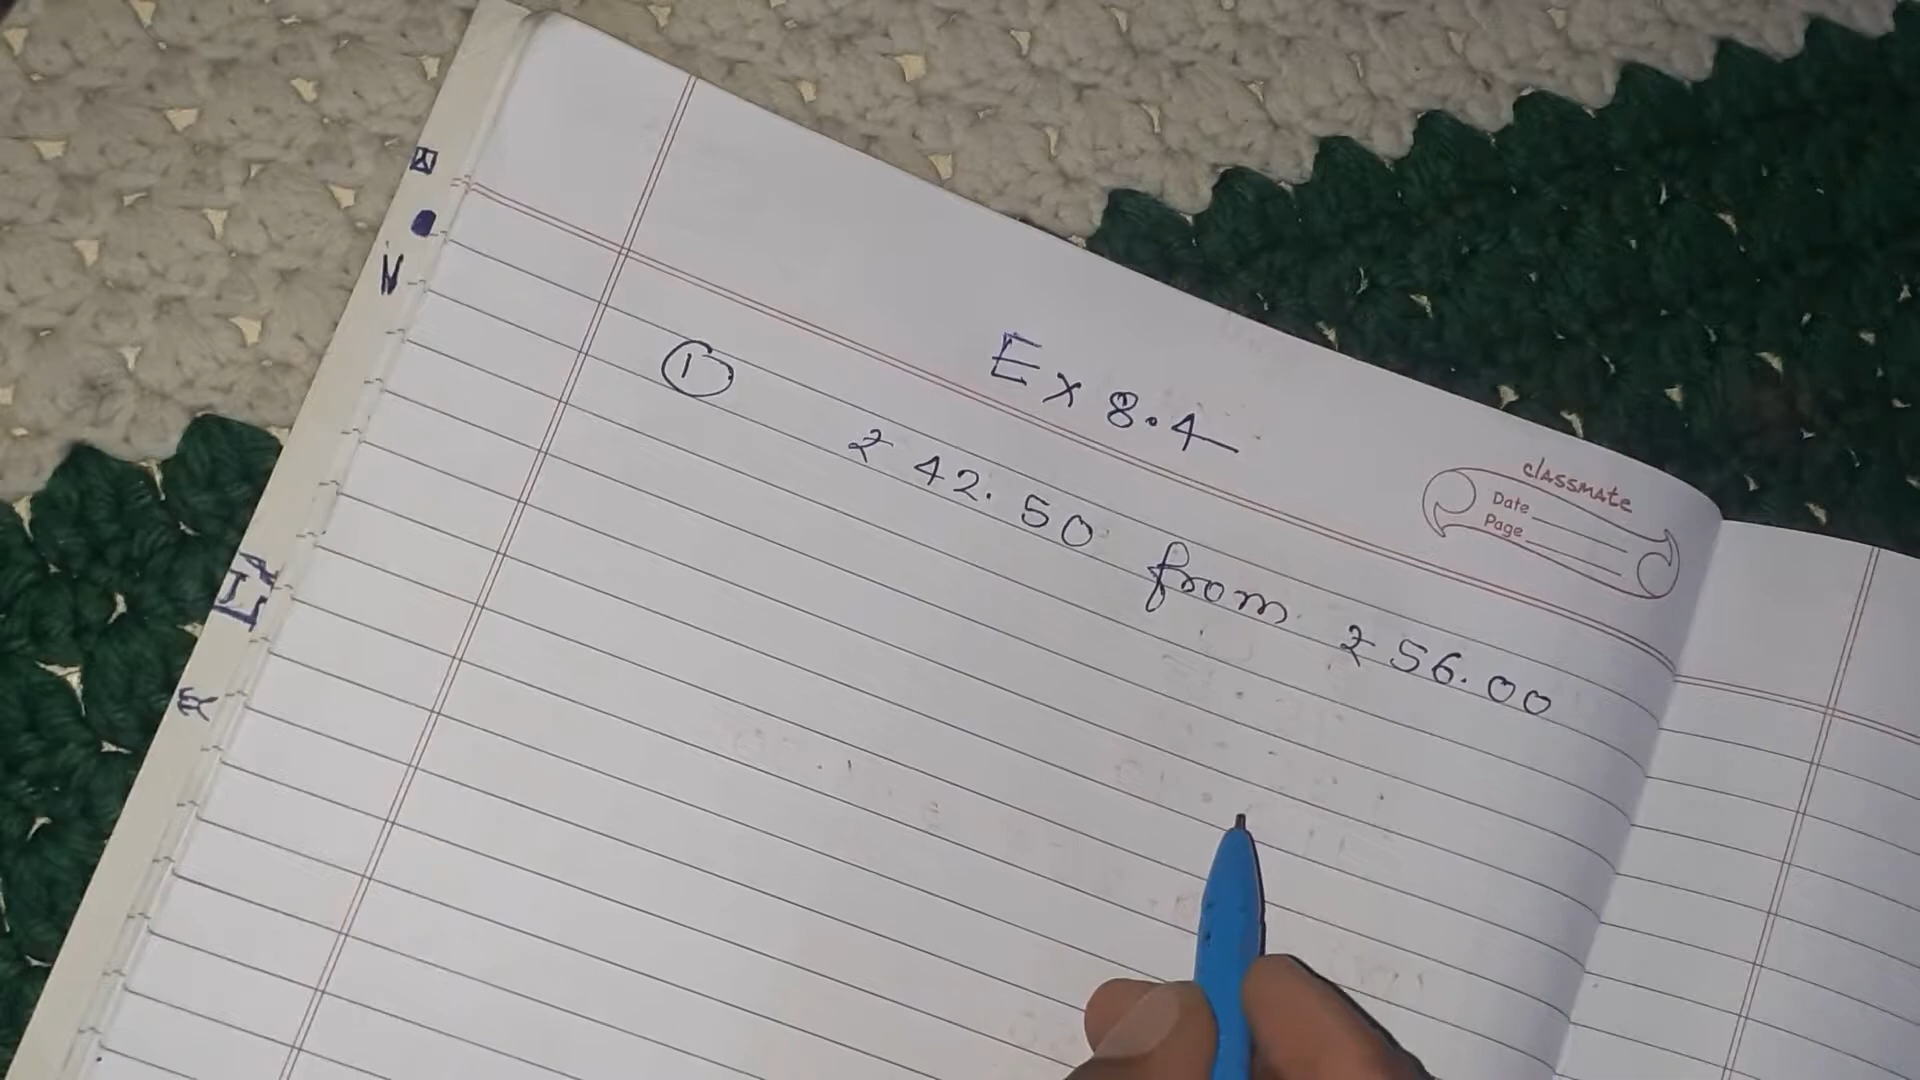 Ex 8.4
①
₹ 42.50 from ₹ 56.00
classmate
Date
Page